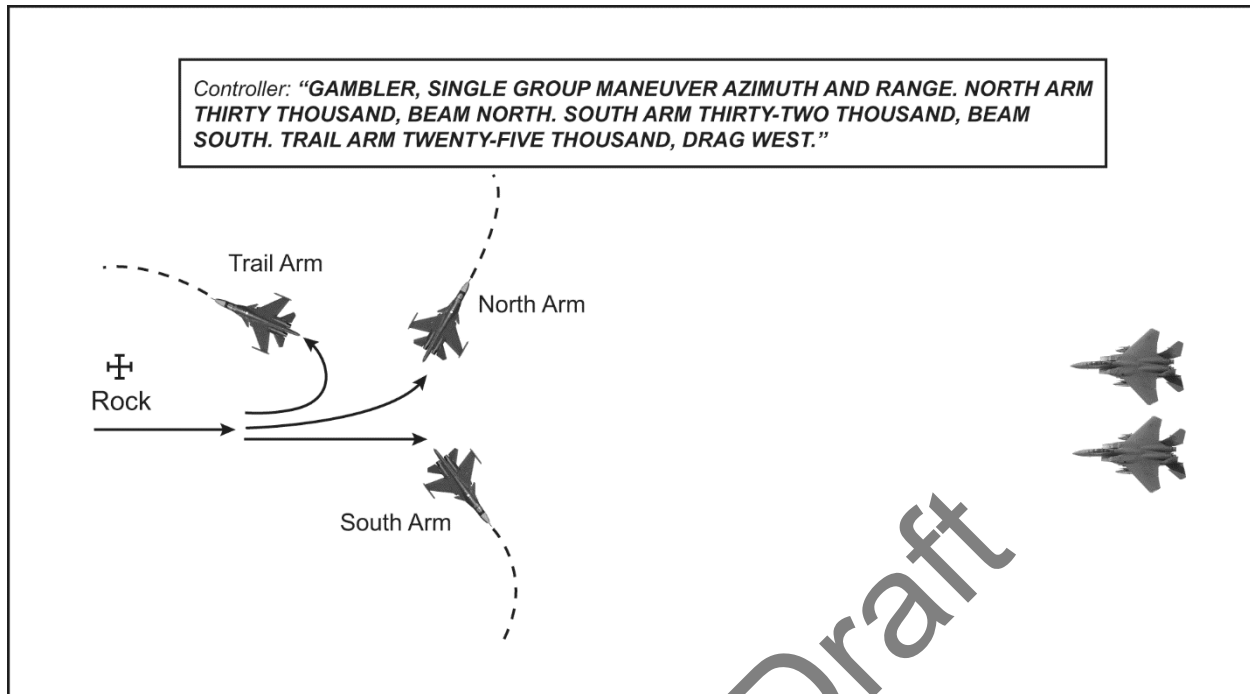 Controller: “GAMBLER, SINGLE GROUP MANEUVER AZIMUTH AND RANGE. NORTH ARM
THIRTY THOUSAND, BEAM NORTH. SOUTH ARM THIRTY-TWO THOUSAND, BEAM
SOUTH. TRAIL ARM TWENTY-FIVE THOUSAND, DRAG WEST.”
Trail Arm
North Arm
Rock
South Arm
Draft